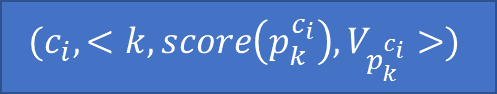 (c_i, < k, score(p_k^{c_i}), V_{p_k^{c_i}} >)